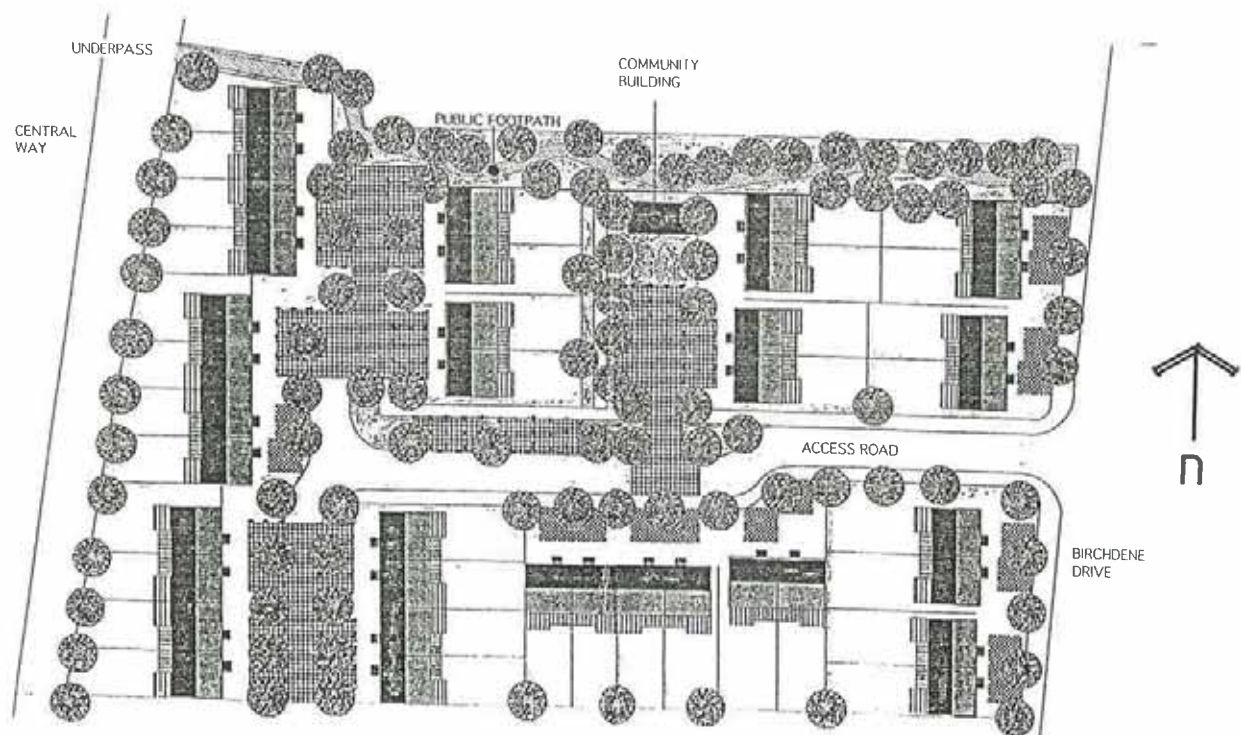 UNDERPASS
COMMUNITY
BUILDING
CENTRAL
WAY
PUBLIC FOOTPATH
ACCESS ROAD
n
BIRCHDENE
DRIVE